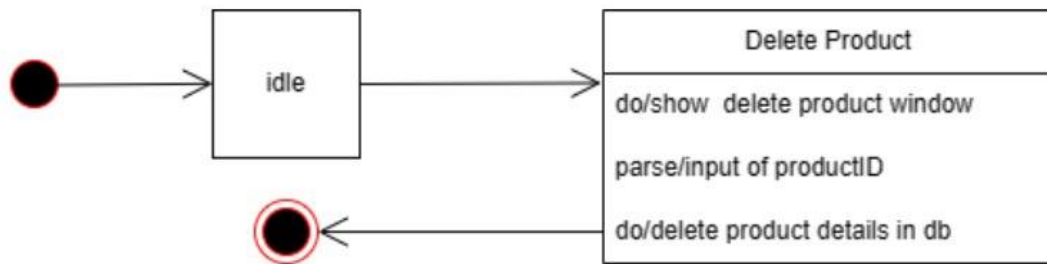 idle
Delete Product
do/show delete product window
parse/input of productID
do/delete product details in db